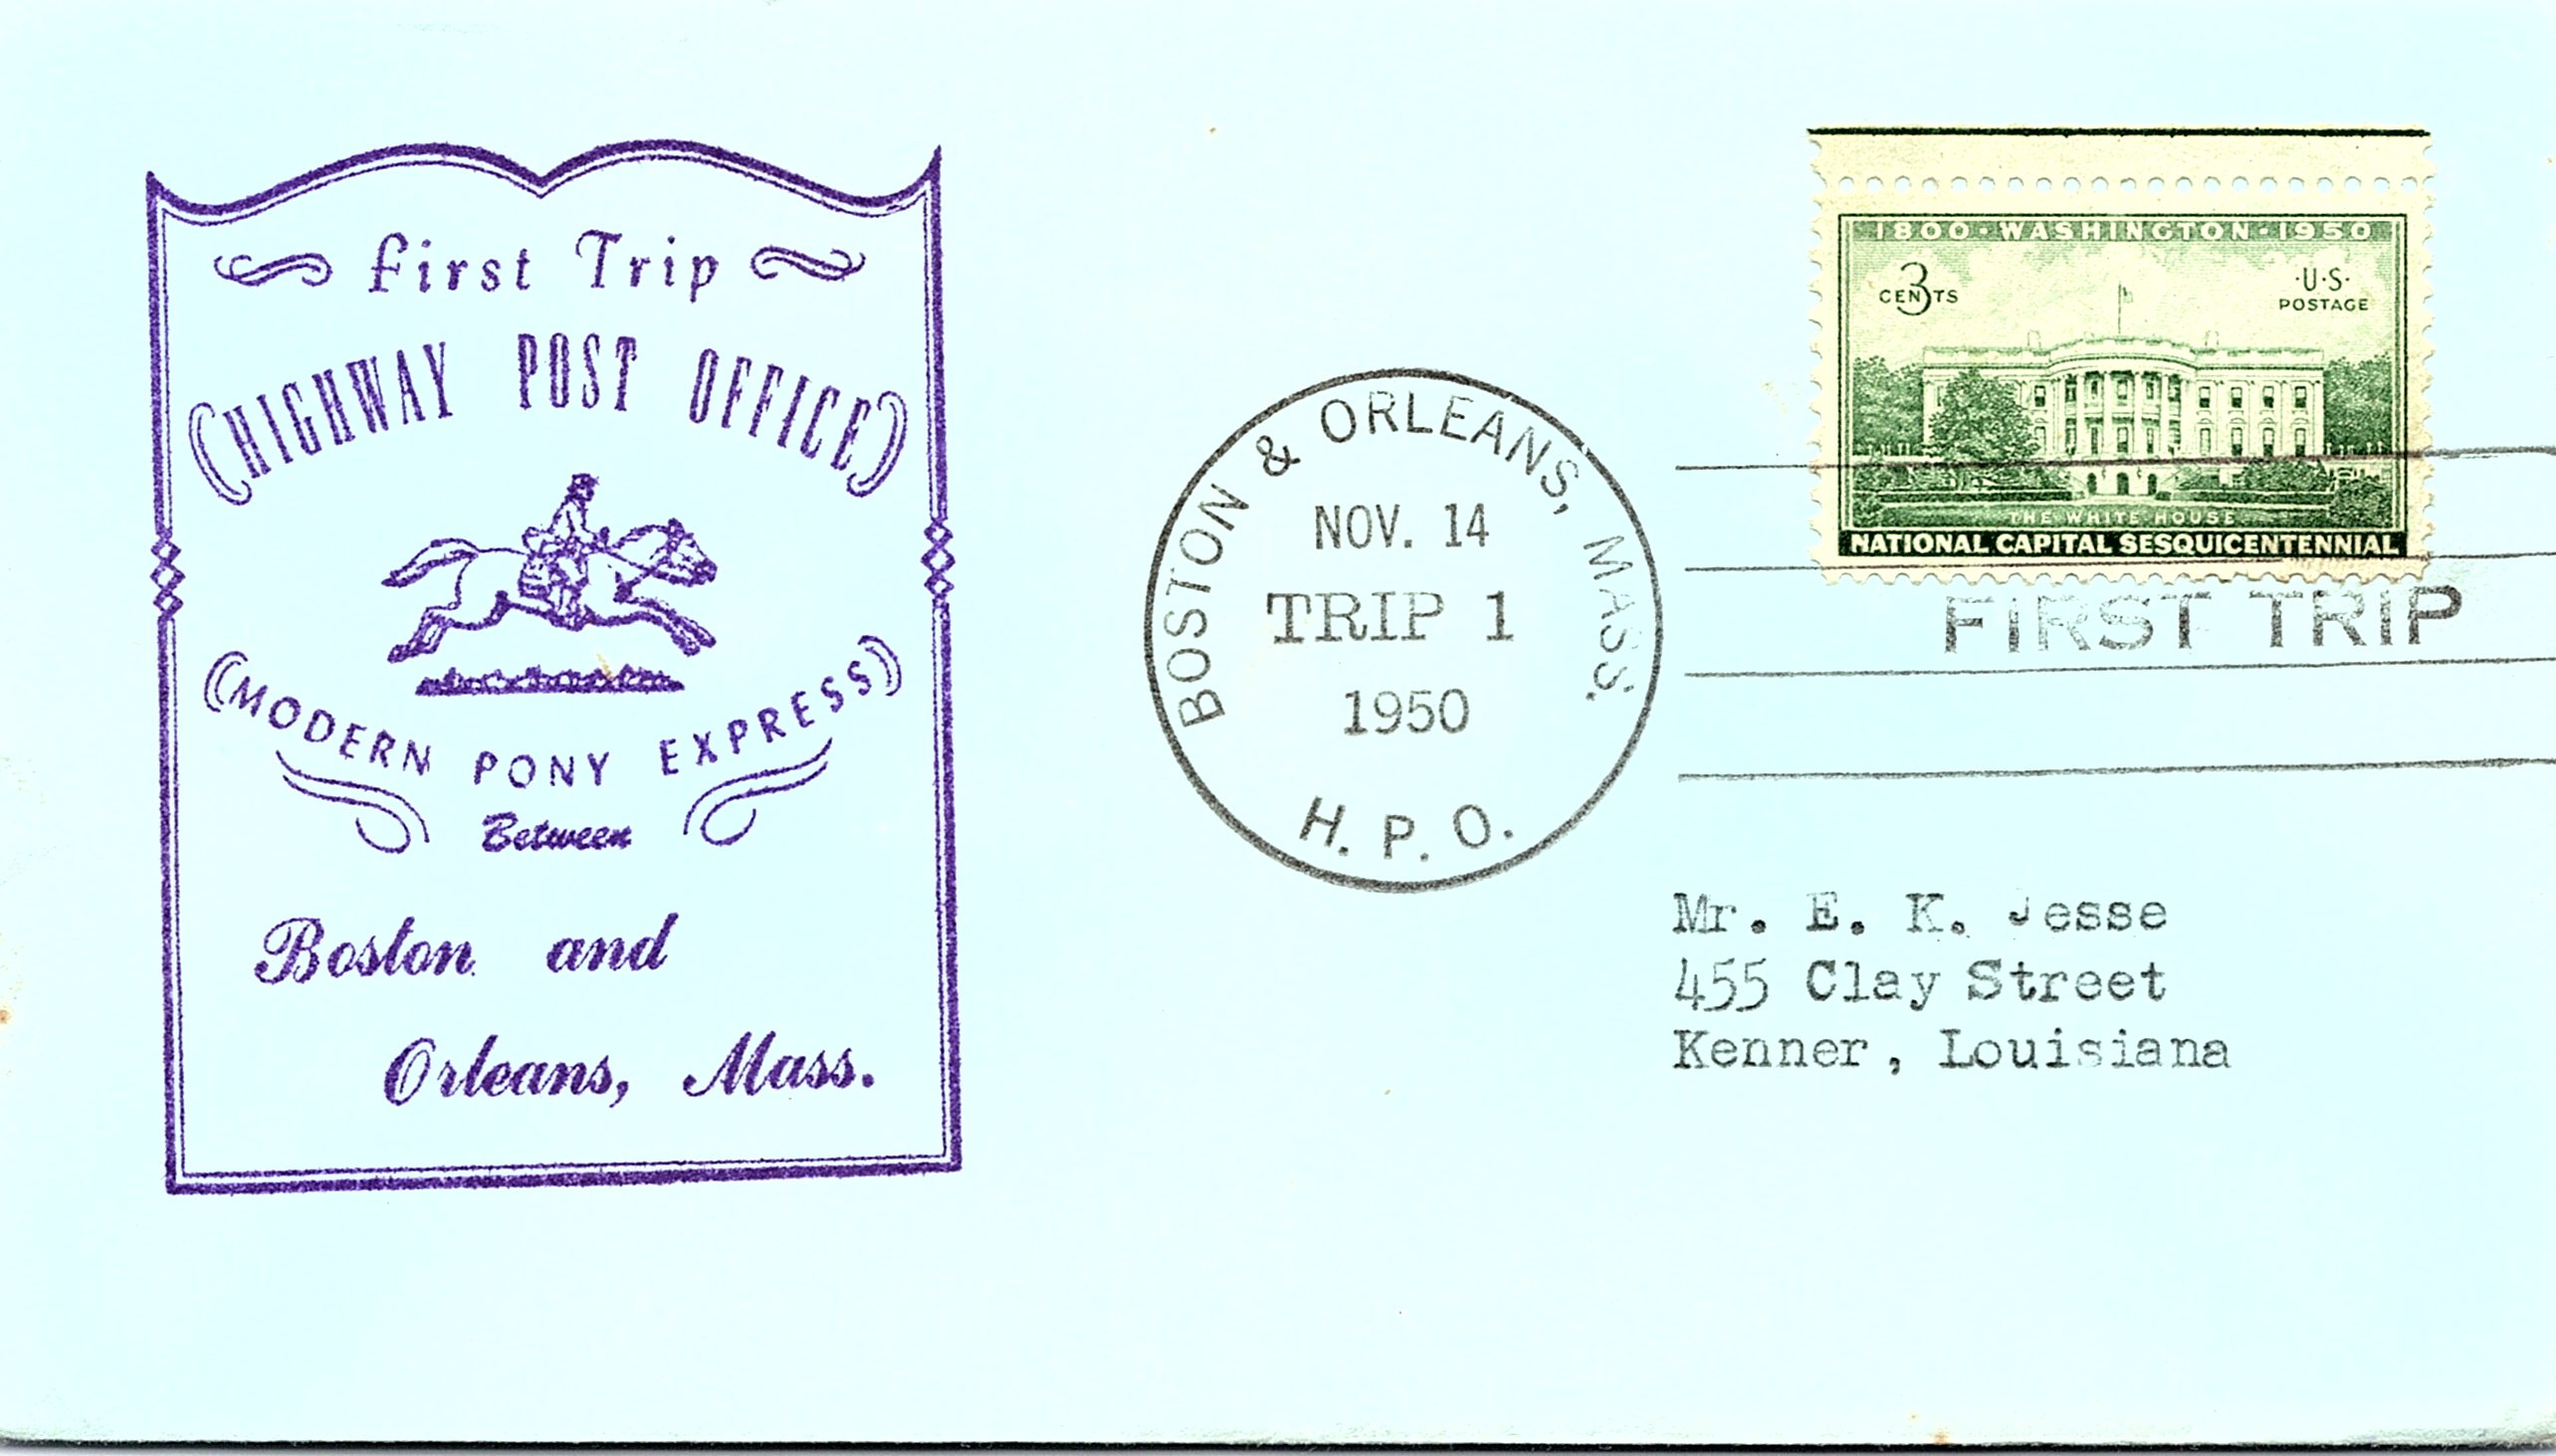 First Trip
HIGHWAY POST OFFICE
MODERN PONY EXPRESS
Between
Boston and
Orleans, Mass.
BOSTON & ORLEANS, MASS.
NOV. 14
TRIP 1
1950
H. P. O.
1800·WASHINGTON·1950
3 CENTS
·U·S·
POSTAGE
THE WHITE HOUSE
NATIONAL CAPITAL SESQUICENTENNIAL
FIRST TRIP
Mr. E. K. Jesse
455 Clay Street
Kenner, Louisiana